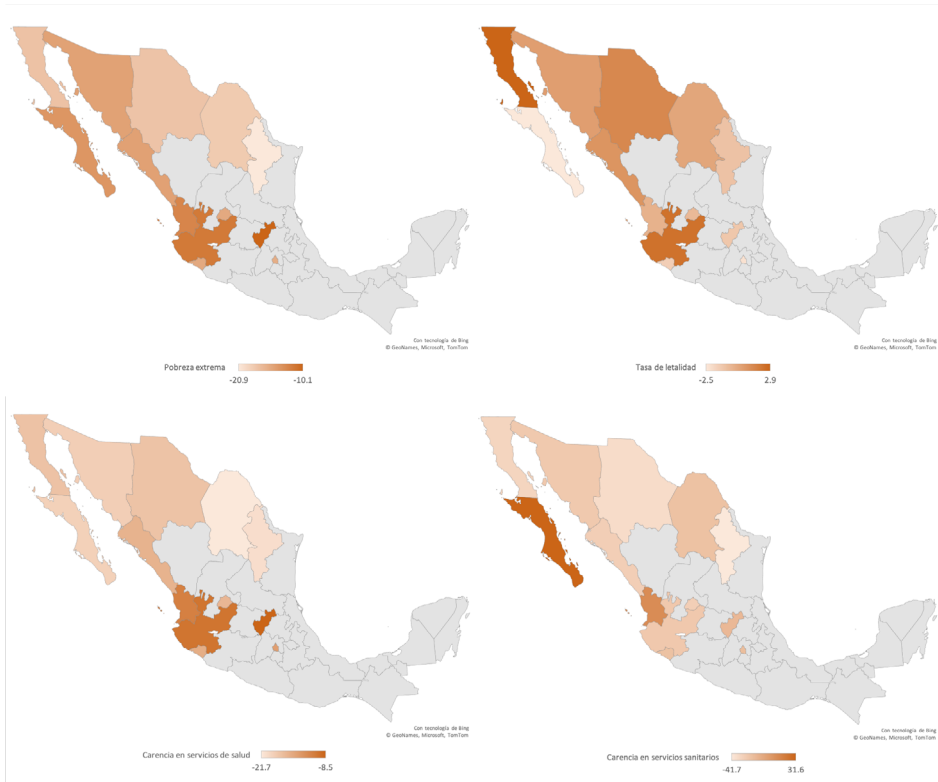 Con tecnología de Bing
© GeoNames, Microsoft, TomTom
Pobreza extrema
-20.9 -10.1
Con tecnología de Bing
© GeoNames, Microsoft, TomTom
Tasa de letalidad
-2.5 2.9
Con tecnología de Bing
© GeoNames, Microsoft, TomTom
Carencia en servicios de salud
-21.7 -8.5
Con tecnología de Bing
© GeoNames, Microsoft, TomTom
Carencia en servicios sanitarios
-41.7 31.6